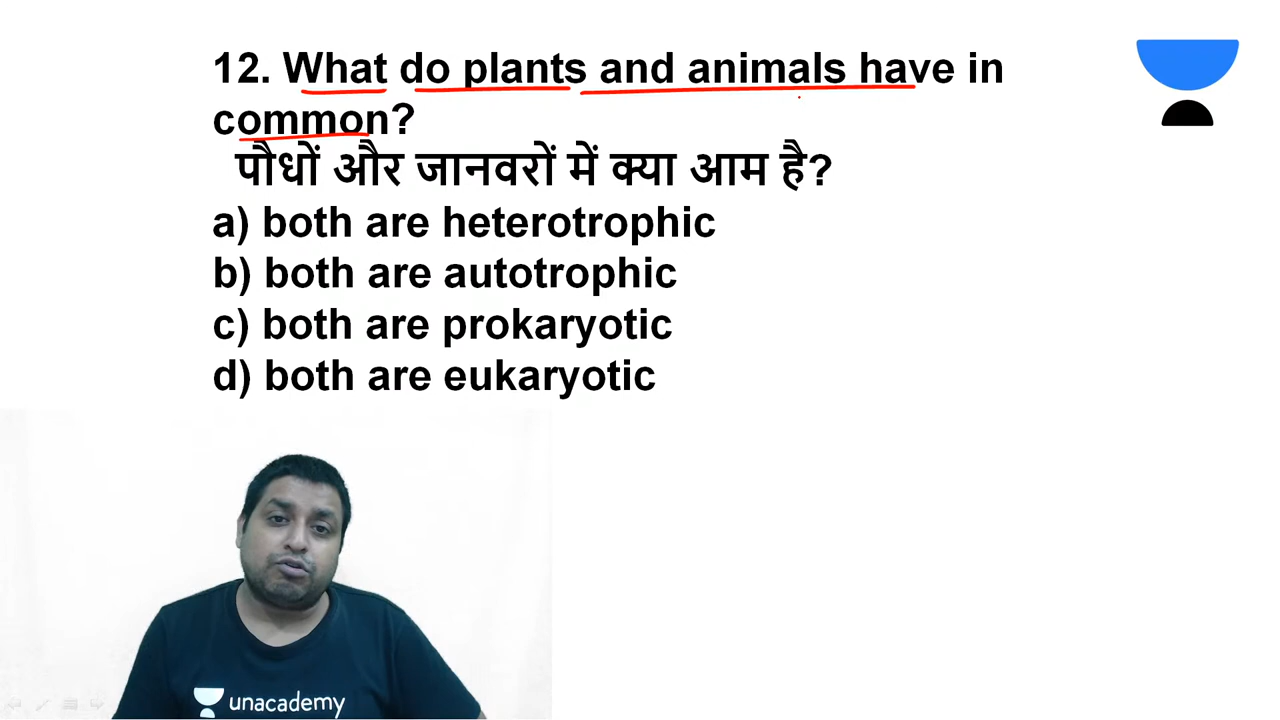 12. What do plants and animals have in
common?
पौधों और जानवरों में क्या आम है?
a) both are heterotrophic
b) both are autotrophic
c) both are prokaryotic
d) both are eukaryotic
unacademy